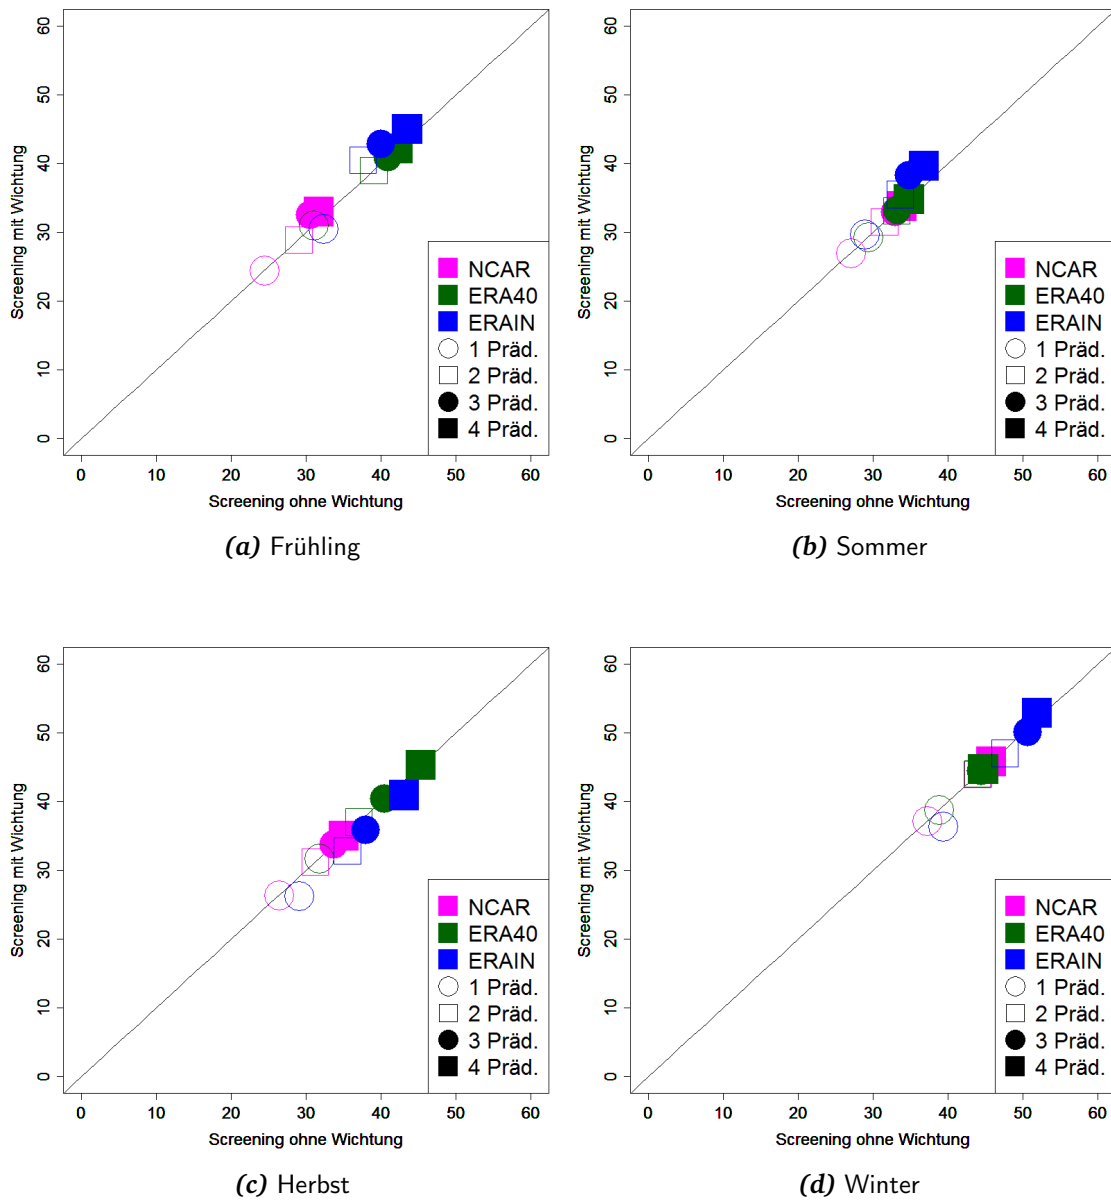 60
50
40
30
20
10
0
Screening mit Wichtung
NCAR
ERA40
ERAIN
1 Präd.
2 Präd.
3 Präd.
4 Präd.
0 10 20 30 40 50 60
Screening ohne Wichtung
(a) Frühling
60
50
40
30
20
10
0
Screening mit Wichtung
NCAR
ERA40
ERAIN
1 Präd.
2 Präd.
3 Präd.
4 Präd.
0 10 20 30 40 50 60
Screening ohne Wichtung
(b) Sommer
60
50
40
30
20
10
0
Screening mit Wichtung
NCAR
ERA40
ERAIN
1 Präd.
2 Präd.
3 Präd.
4 Präd.
0 10 20 30 40 50 60
Screening ohne Wichtung
(c) Herbst
60
50
40
30
20
10
0
Screening mit Wichtung
NCAR
ERA40
ERAIN
1 Präd.
2 Präd.
3 Präd.
4 Präd.
0 10 20 30 40 50 60
Screening ohne Wichtung
(d) Winter